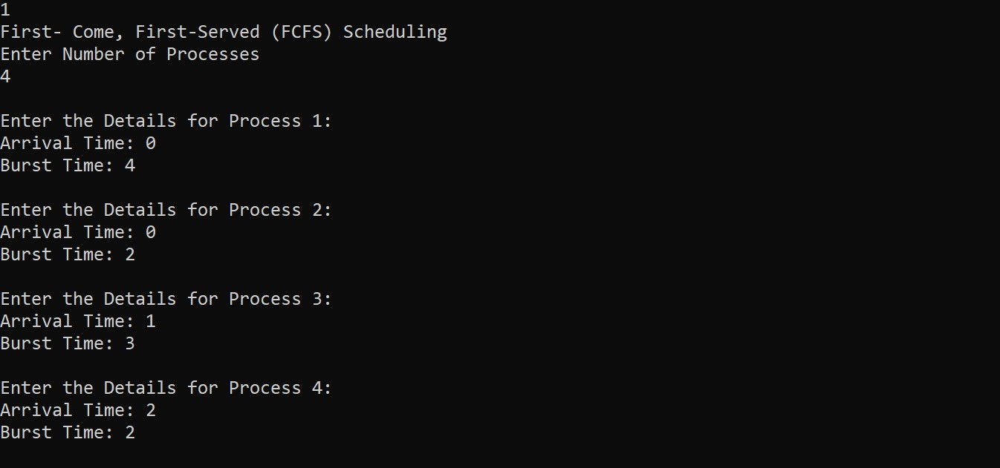 1
First- Come, First-Served (FCFS) Scheduling
Enter Number of Processes
4
Enter the Details for Process 1:
Arrival Time: 0
Burst Time: 4
Enter the Details for Process 2:
Arrival Time: 0
Burst Time: 2
Enter the Details for Process 3:
Arrival Time: 1
Burst Time: 3
Enter the Details for Process 4:
Arrival Time: 2
Burst Time: 2